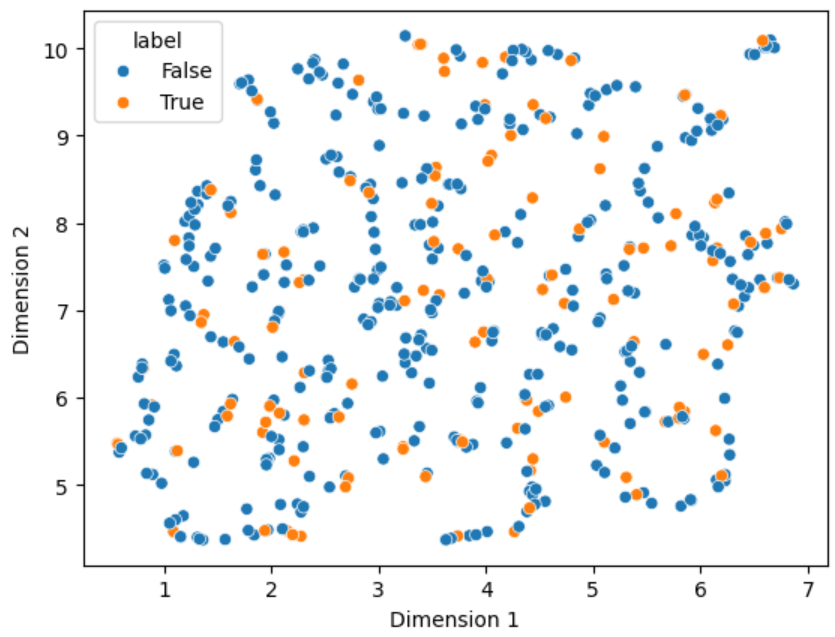 label
False
True
10
9
8
7
6
5
Dimension 2
1 2 3 4 5 6 7
Dimension 1